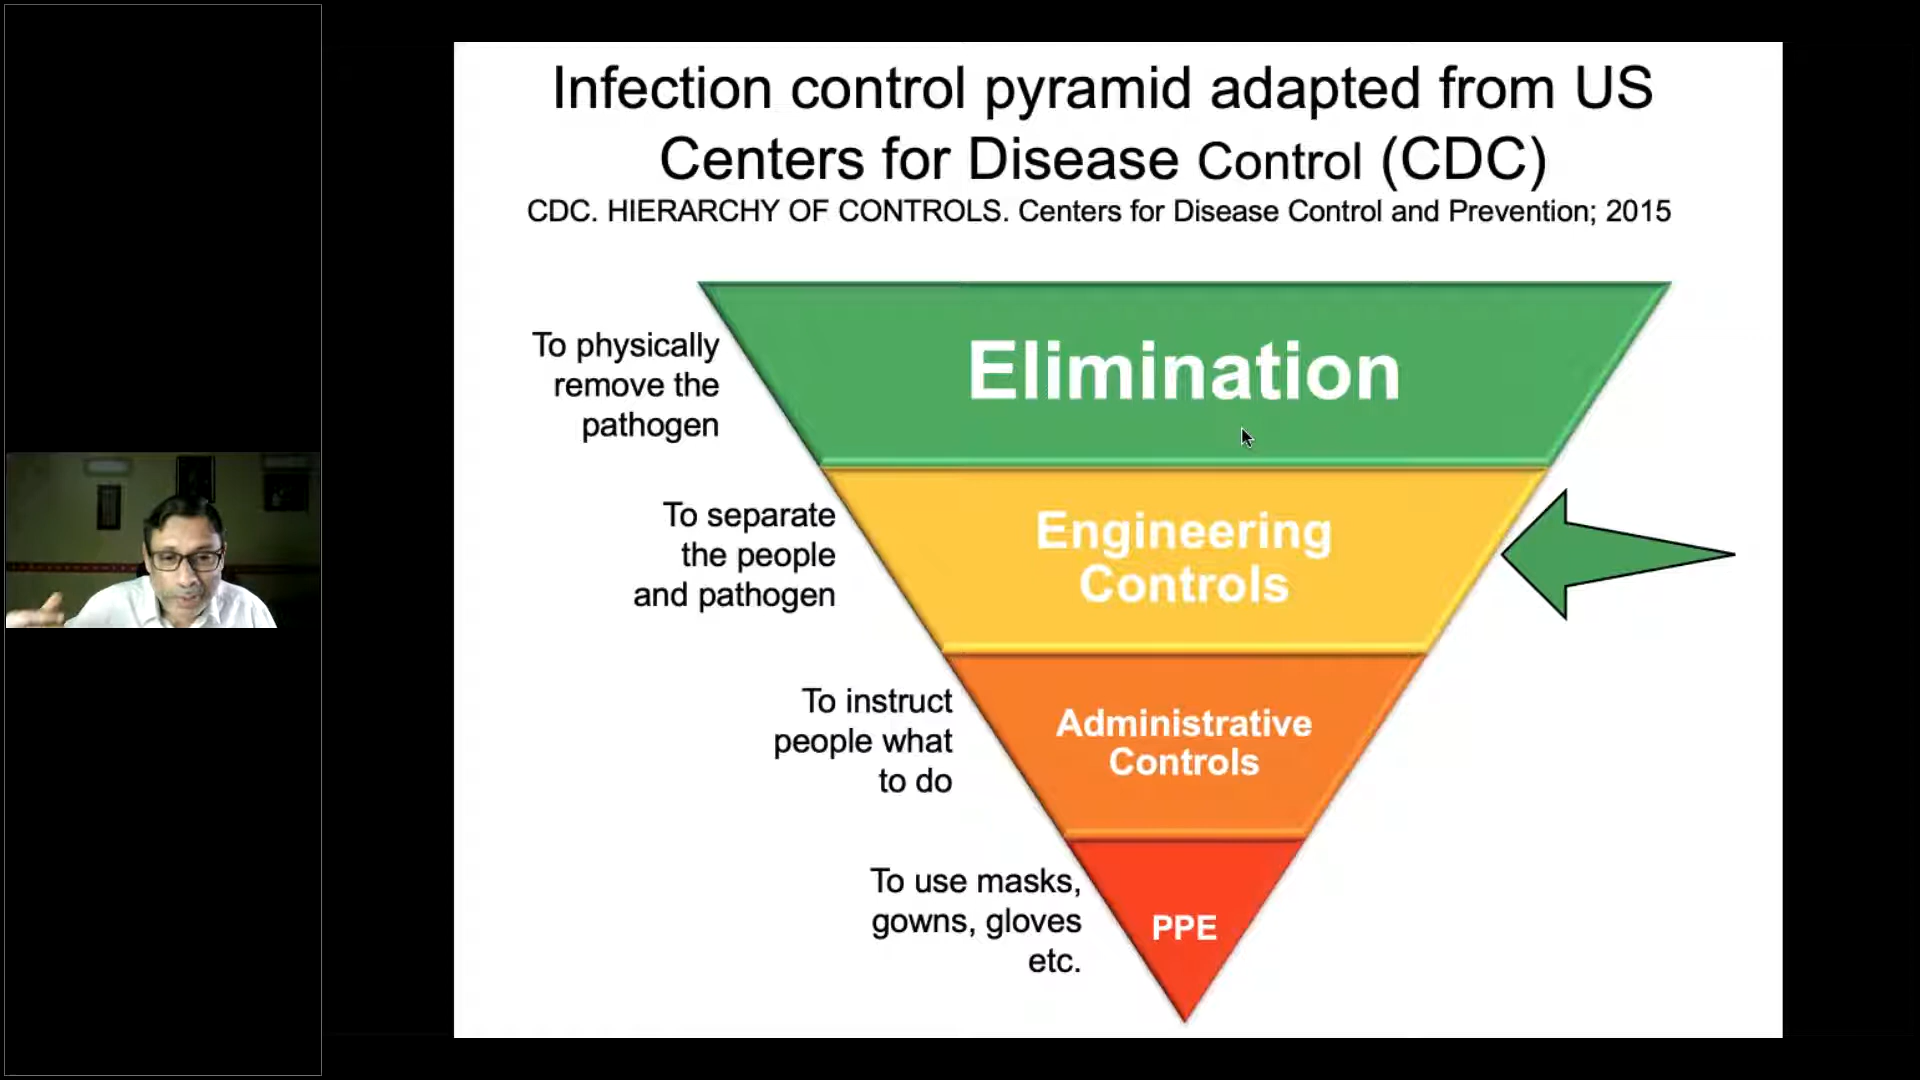 Infection control pyramid adapted from US
Centers for Disease Control (CDC)
CDC. HIERARCHY OF CONTROLS. Centers for Disease Control and Prevention; 2015
To physically
remove the
pathogen
Elimination
To separate
the people
and pathogen
Engineering
Controls
To instruct
people what
to do
Administrative
Controls
To use masks,
gowns, gloves
etc.
PPE